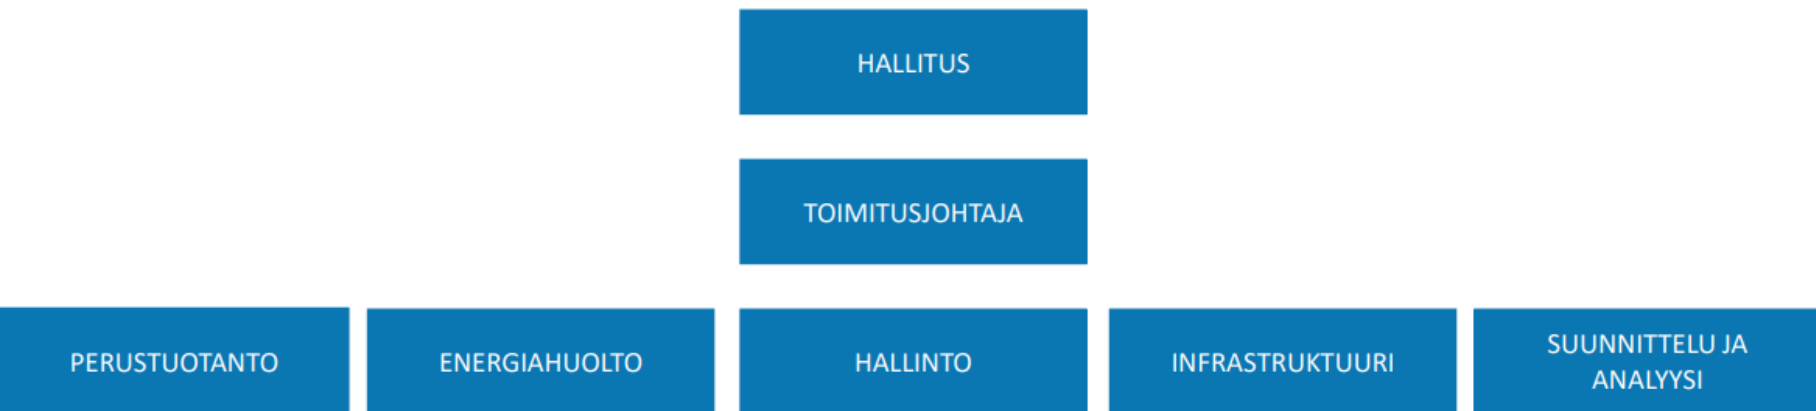 HALLITUS
TOIMITUSJOHTAJA
PERUSTUOTANTO
ENERGIAHUOLTO
HALLINTO
INFRASTRUKTUURI
SUUNNITTELU JA
ANALYYSI